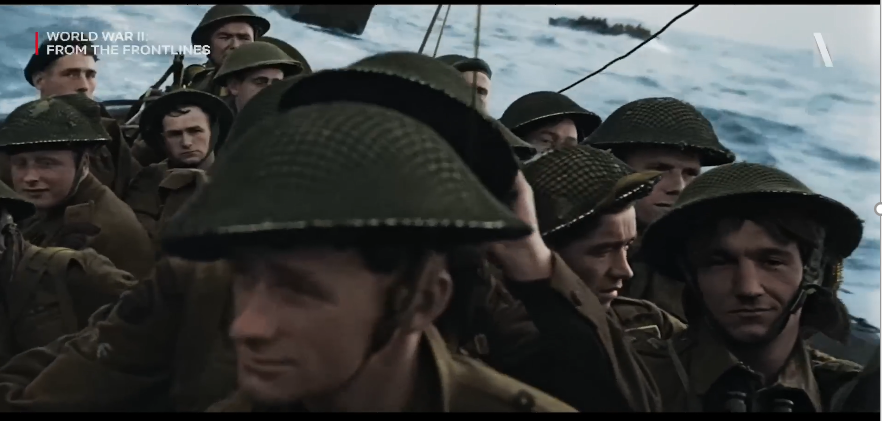 WORLD WAR II:
FROM THE FRONTLINES